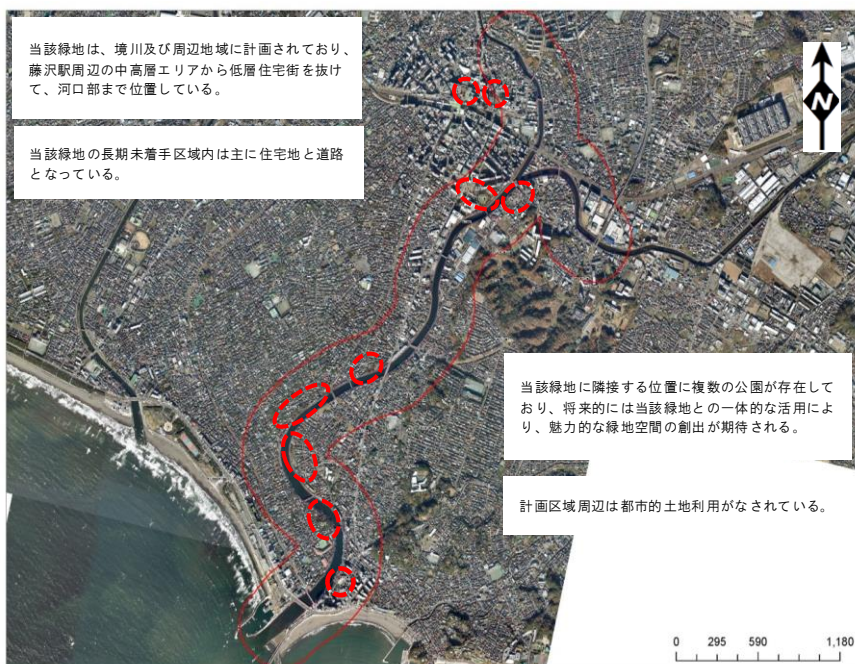 当該緑地は、境川及び周辺地域に計画されており、
藤沢駅周辺の中高層エリアから低層住宅街を抜け
て、河口部まで位置している。
当該緑地の長期未着手区域内は主に住宅地と道路
となっている。
N
当該緑地に隣接する位置に複数の公園が存在して
おり、将来的には当該緑地との一体的な活用によ
り、魅力的な緑地空間の創出が期待される。
計画区域周辺は都市的土地利用がなされている。
0 295 590 1,180